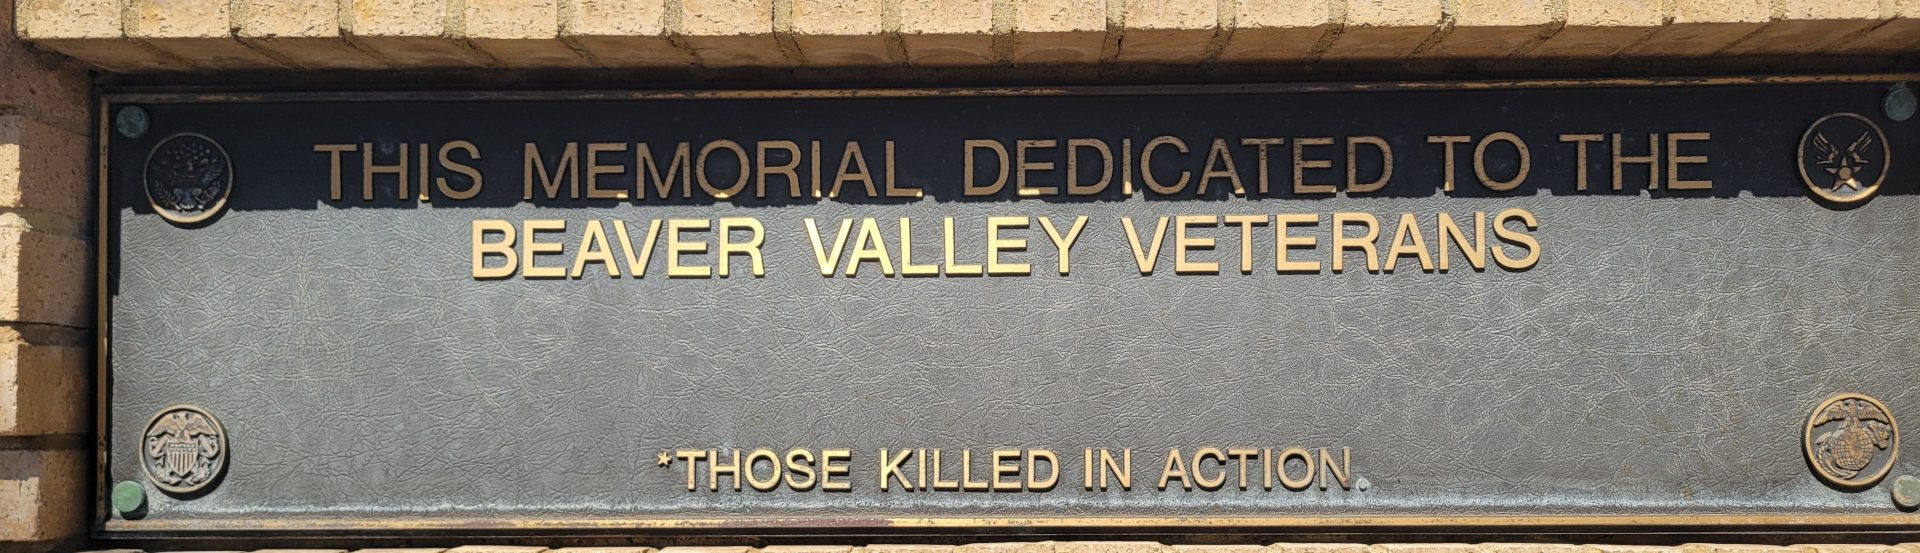 THIS MEMORIAL DEDICATED TO THE
BEAVER VALLEY VETERANS
*THOSE KILLED IN ACTION